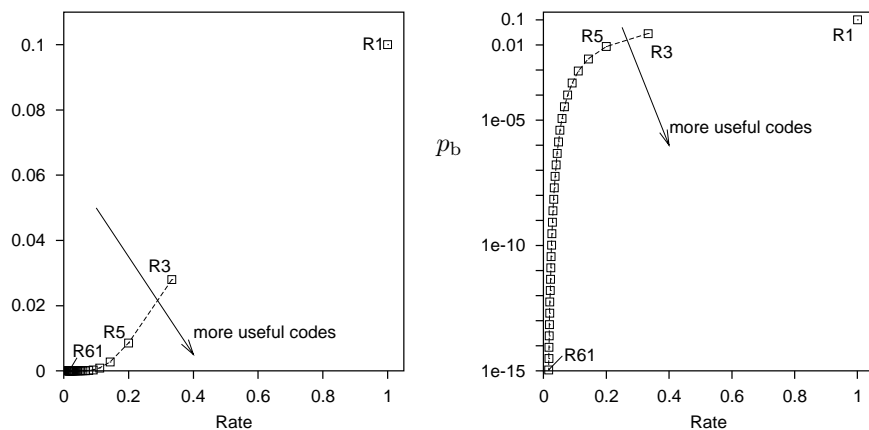 0.1
0.08
0.06
0.04
0.02
0
R1
R3
R5
R61
more useful codes
0 0.2 0.4 0.6 0.8 1
Rate
p_b
0.1
0.01
1e-05
1e-10
1e-15
R5
R3
R1
more useful codes
R61
0 0.2 0.4 0.6 0.8 1
Rate